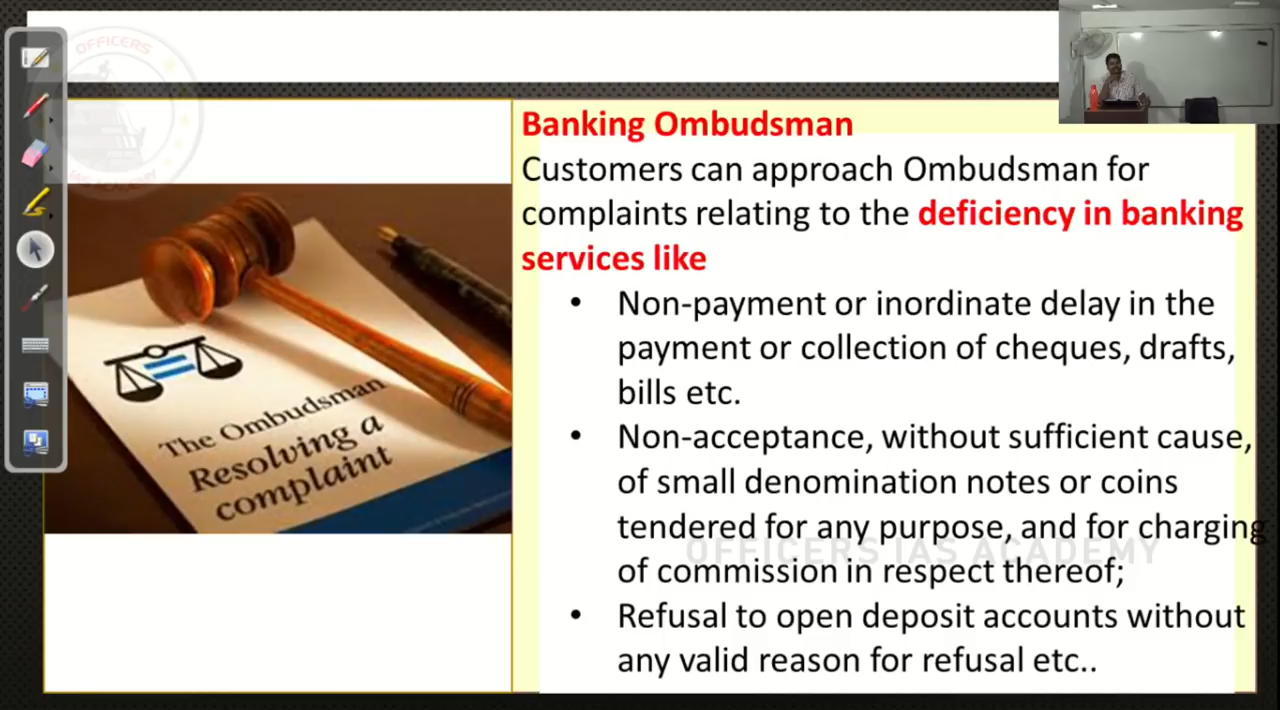 OFFICERS
IAS ACADEMY
Banking Ombudsman
Customers can approach Ombudsman for
complaints relating to the deficiency in banking
services like
• Non-payment or inordinate delay in the
payment or collection of cheques, drafts,
bills etc.
• Non-acceptance, without sufficient cause,
of small denomination notes or coins
tendered for any purpose, and for charging
of commission in respect thereof;
• Refusal to open deposit accounts without
any valid reason for refusal etc..
The Ombudsman
Resolving a
complaint
OFFICERS IAS ACADEMY